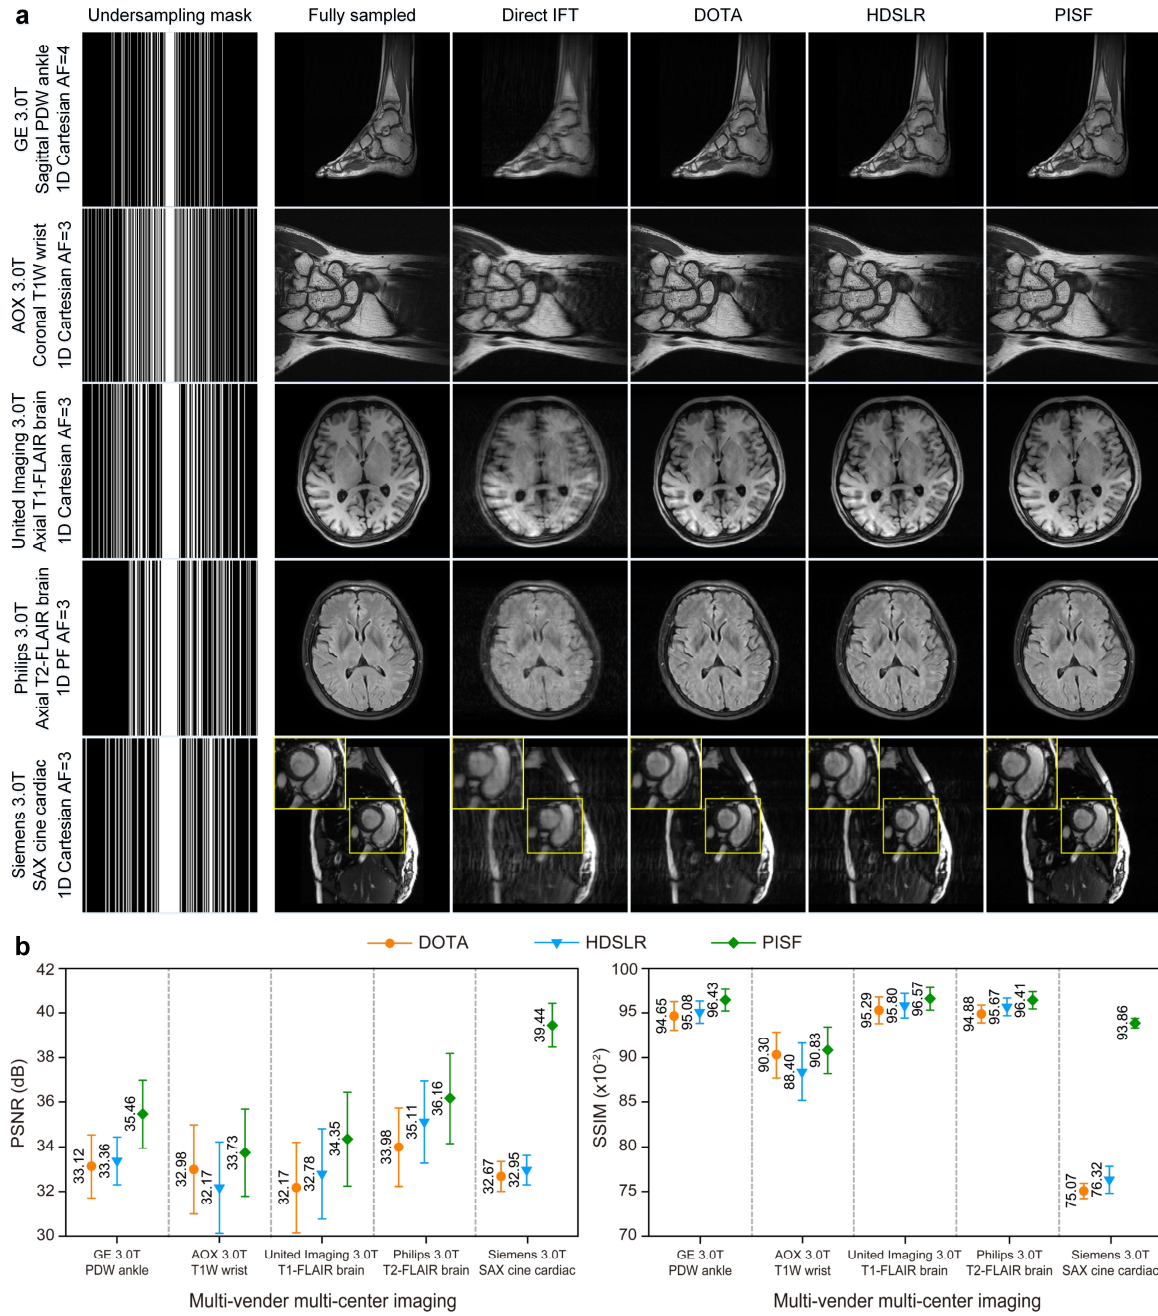 a
Undersampling mask
Fully sampled
Direct IFT
DOTA
HDSLR
PISF
GE 3.0T
Sagittal PDW ankle
1D Cartesian AF=4
AOX 3.0T
Coronal T1W wrist
1D Cartesian AF=3
United Imaging 3.0T
Axial T1-FLAIR brain
1D Cartesian AF=3
Philips 3.0T
Axial T2-FLAIR brain
1D PF AF=3
Siemens 3.0T
SAX cine cardiac
1D Cartesian AF=3
b
DOTA
HDSLR
PISF
PSNR (dB)
42
40
38
36
34
32
30
33.12
33.36
35.46
32.98
32.17
33.73
32.17
32.78
34.35
33.98
35.11
36.16
32.67
32.95
39.44
GE 3.0T
PDW ankle
AOX 3.0T
T1W wrist
United Imaging 3.0T
T1-FLAIR brain
Philips 3.0T
T2-FLAIR brain
Siemens 3.0T
SAX cine cardiac
Multi-vender multi-center imaging
SSIM (x10-2)
100
95
90
85
80
75
70
94.65
95.08
96.43
90.30
88.40
90.83
95.29
95.80
96.57
94.88
95.67
96.41
75.07
76.32
93.86
GE 3.0T
PDW ankle
AOX 3.0T
T1W wrist
United Imaging 3.0T
T1-FLAIR brain
Philips 3.0T
T2-FLAIR brain
Siemens 3.0T
SAX cine cardiac
Multi-vender multi-center imaging